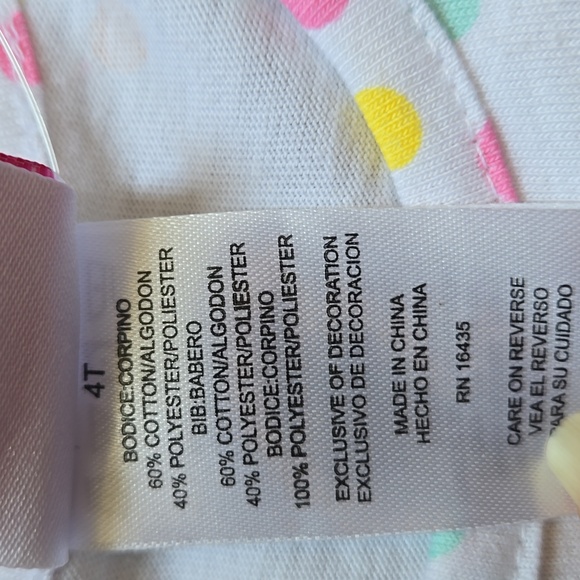 4T
BODICE:CORPINO
60% COTTON/ALGODON
40% POLYESTER/POLIESTER
BIB:BABERO
60% COTTON/ALGODON
40% POLYESTER/POLIESTER
BODICE:CORPINO
100% POLYESTER/POLIESTER
EXCLUSIVE OF DECORATION
EXCLUSIVO DE DECORACION
MADE IN CHINA
HECHO EN CHINA
RN 16435
CARE ON REVERSE
VEA EL REVERSO
PARA SU CUIDADO